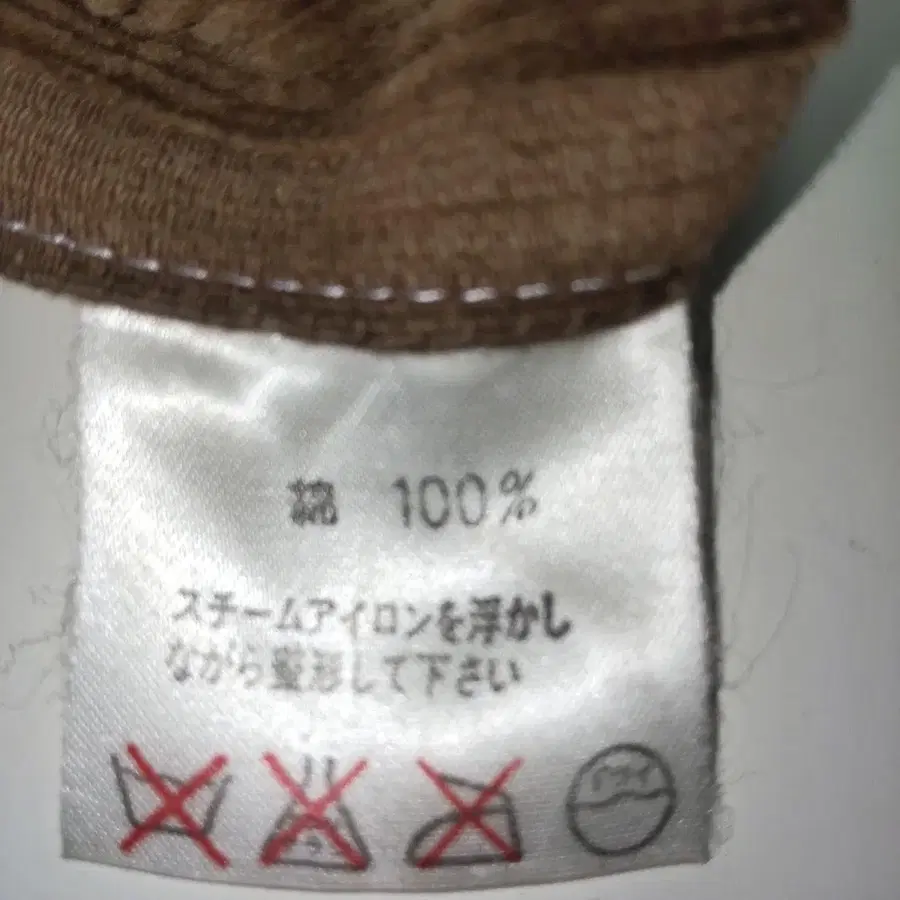 綿 100%
スチームアイロンを浮かし
ながら整形して下さい
ドライ